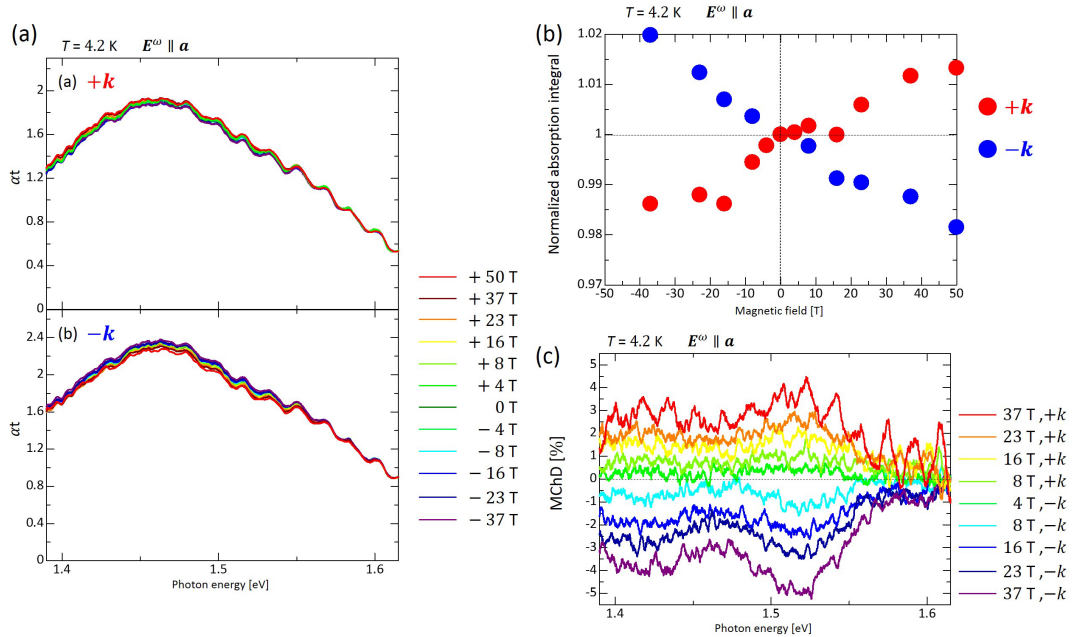 (a)
T = 4.2 K    E^ω ∥ a
(a) +k
αt
2
1.6
1.2
0.8
0.4
0
(b) −k
αt
2.4
2
1.6
1.2
0.8
0.4
0
1.4 1.5 1.6
Photon energy [eV]
+ 50 T
+ 37 T
+ 23 T
+ 16 T
+ 8 T
+ 4 T
0 T
− 4 T
− 8 T
− 16 T
− 23 T
− 37 T
(b)
T = 4.2 K    E^ω ∥ a
Normalized absorption integral
1.02
1.01
1
0.99
0.98
0.97
-50 -40 -30 -20 -10 0 10 20 30 40 50
Magnetic field [T]
+k
−k
(c)
T = 4.2 K    E^ω ∥ a
MChD [%]
5
4
3
2
1
0
-1
-2
-3
-4
-5
1.4 1.5 1.6
Photon energy [eV]
37 T ,+k
23 T ,+k
16 T ,+k
8 T ,+k
4 T ,−k
8 T ,−k
16 T ,−k
23 T ,−k
37 T ,−k